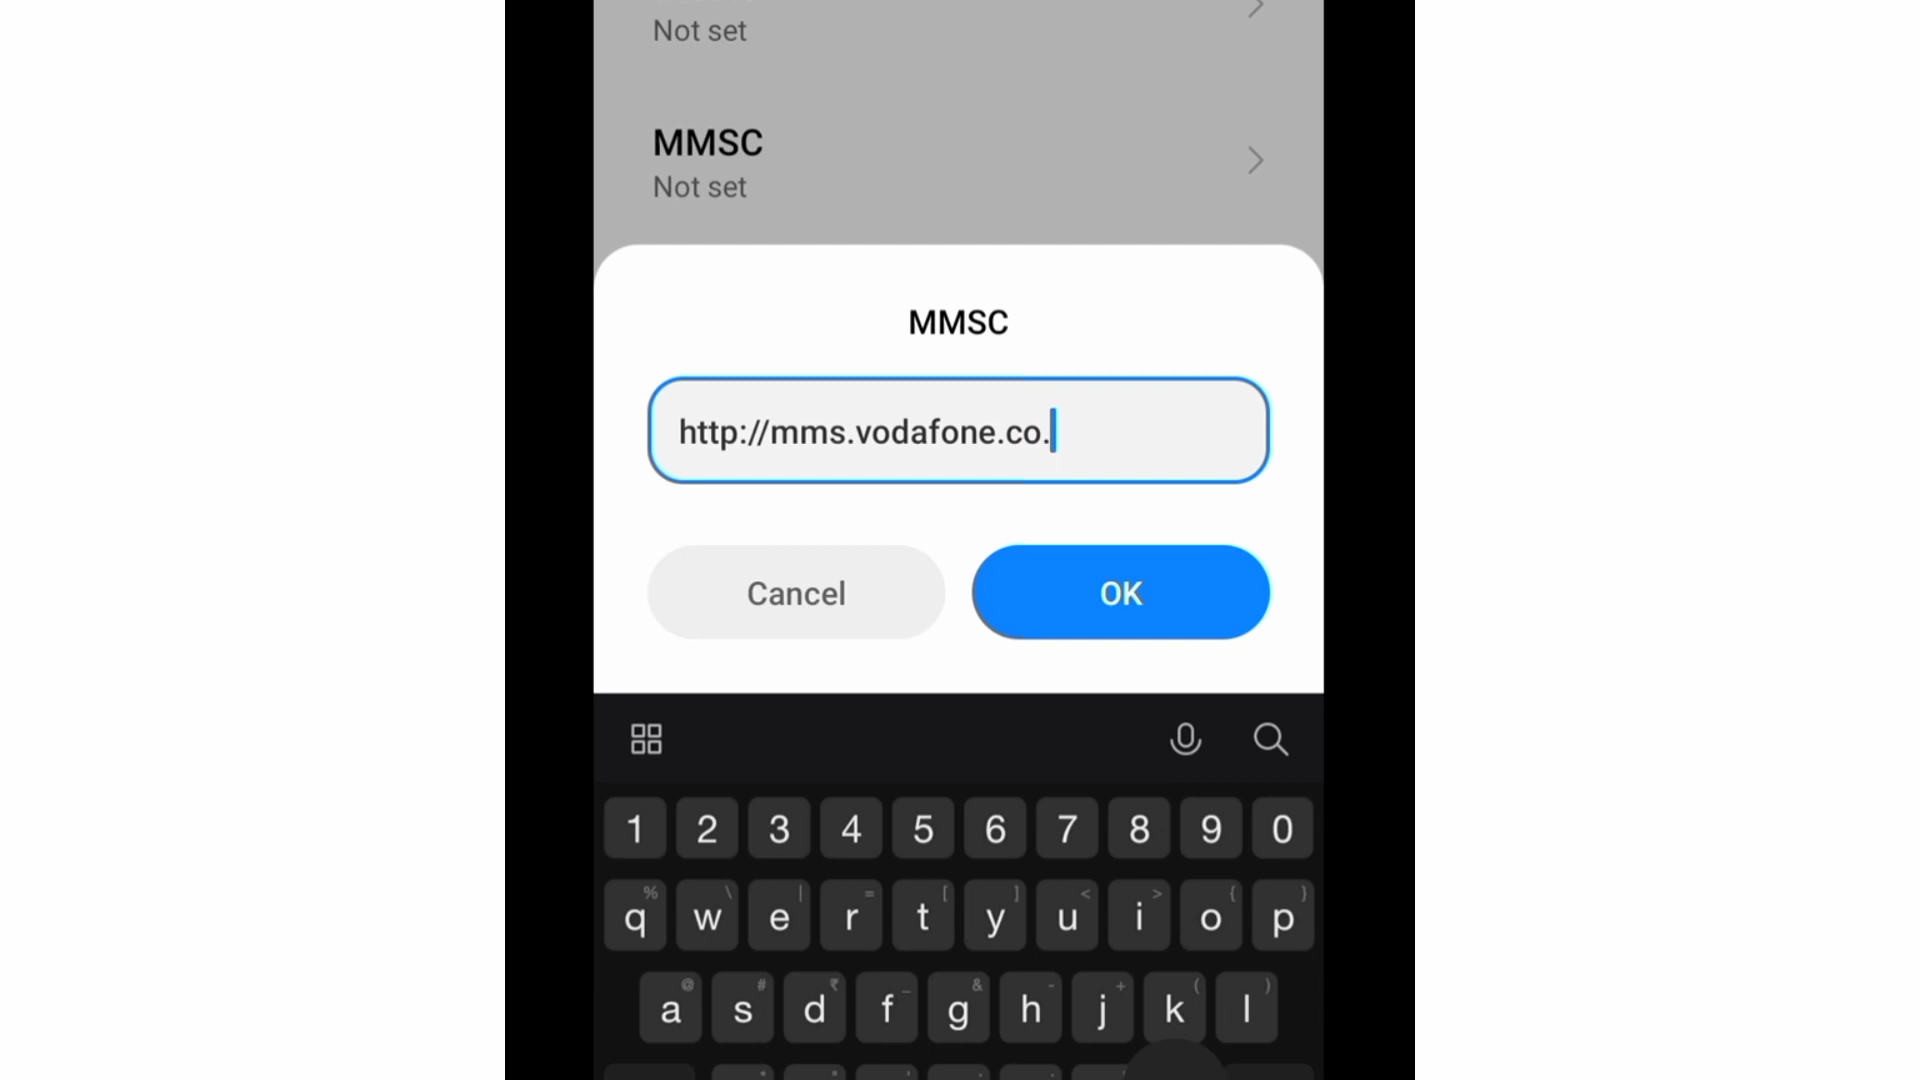 Not set
MMSC
Not set
MMSC
http://mms.vodafone.co.
Cancel OK
1 2 3 4 5 6 7 8 9 0
% \ | = [ ] < > { }
q w e r t y u i o p
@ # ₹ _ & - + ( )
a s d f g h j k l